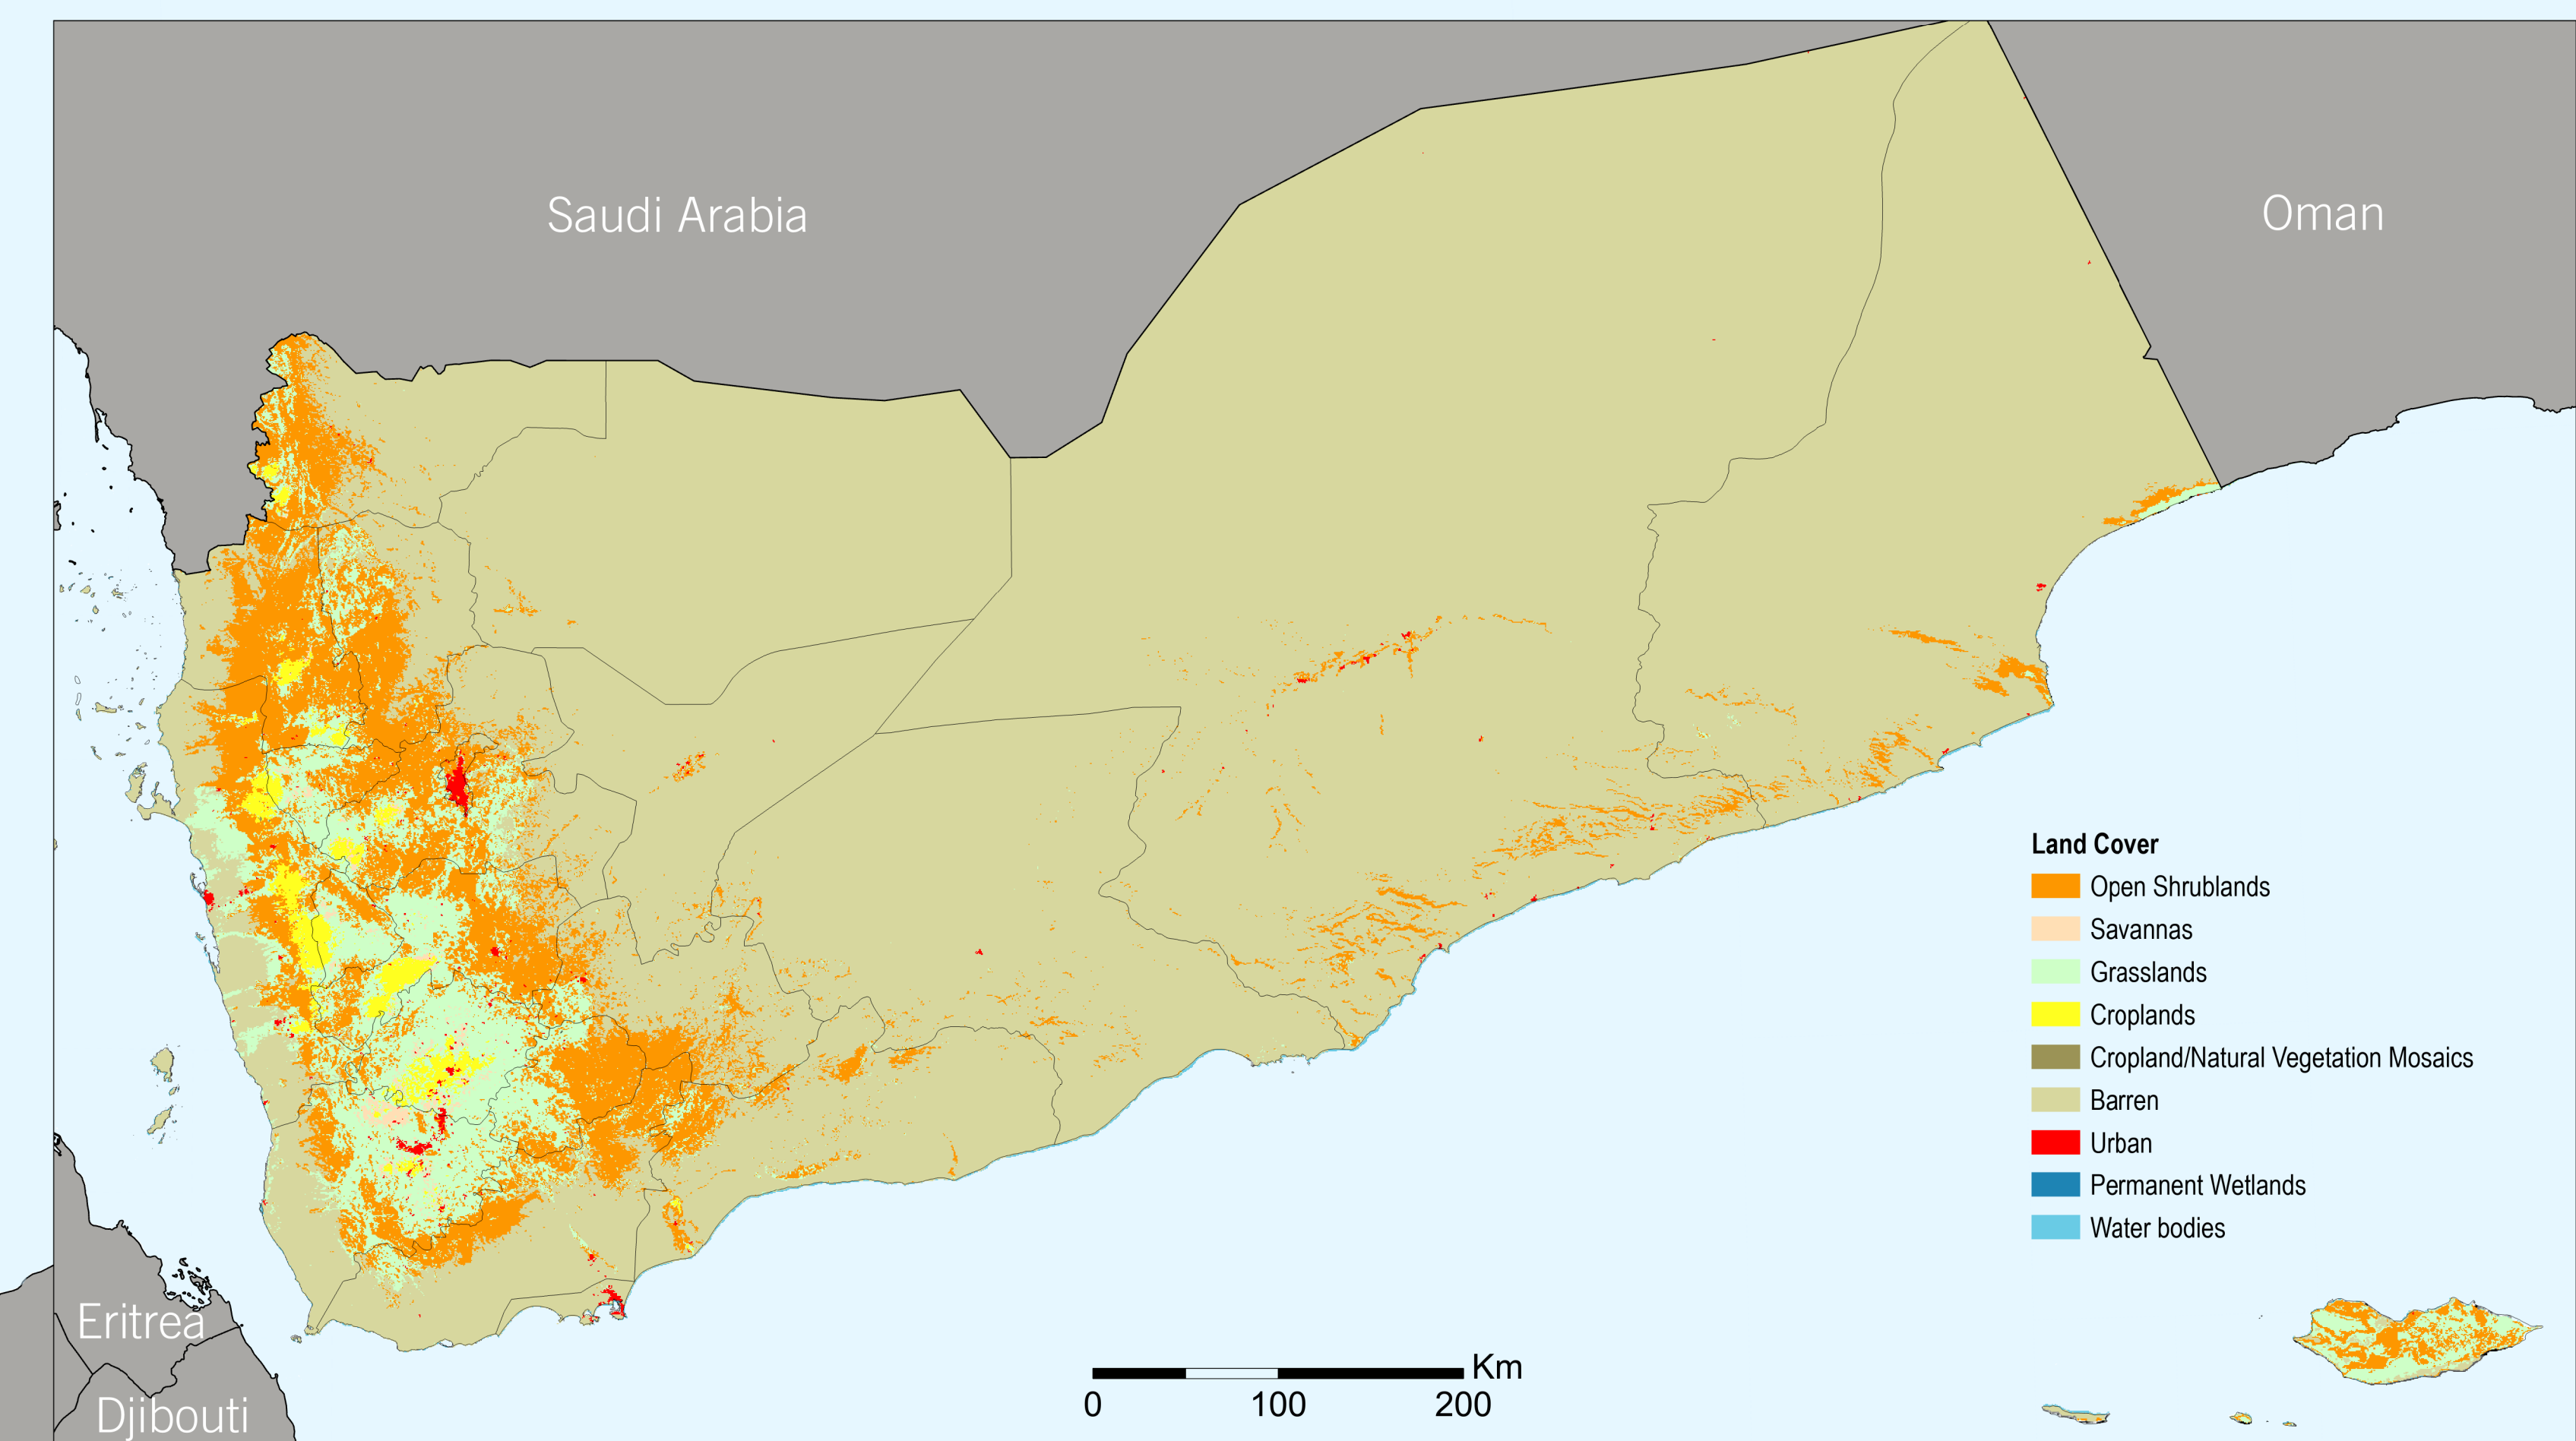 Saudi Arabia
Oman
Land Cover
Open Shrublands
Savannas
Grasslands
Croplands
Cropland/Natural Vegetation Mosaics
Barren
Urban
Permanent Wetlands
Water bodies
Eritrea
Djibouti
Km
0 100 200